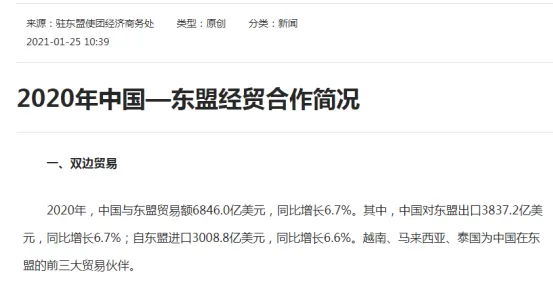 来源：驻东盟使团经济商务处 类型：原创 分类：新闻
2021-01-25 10:39
2020年中国—东盟经贸合作简况
一、双边贸易
2020年，中国与东盟贸易额6846.0亿美元，同比增长6.7%。其中，中国对东盟出口3837.2亿美
元，同比增长6.7%；自东盟进口3008.8亿美元，同比增长6.6%。越南、马来西亚、泰国为中国在东
盟的前三大贸易伙伴。